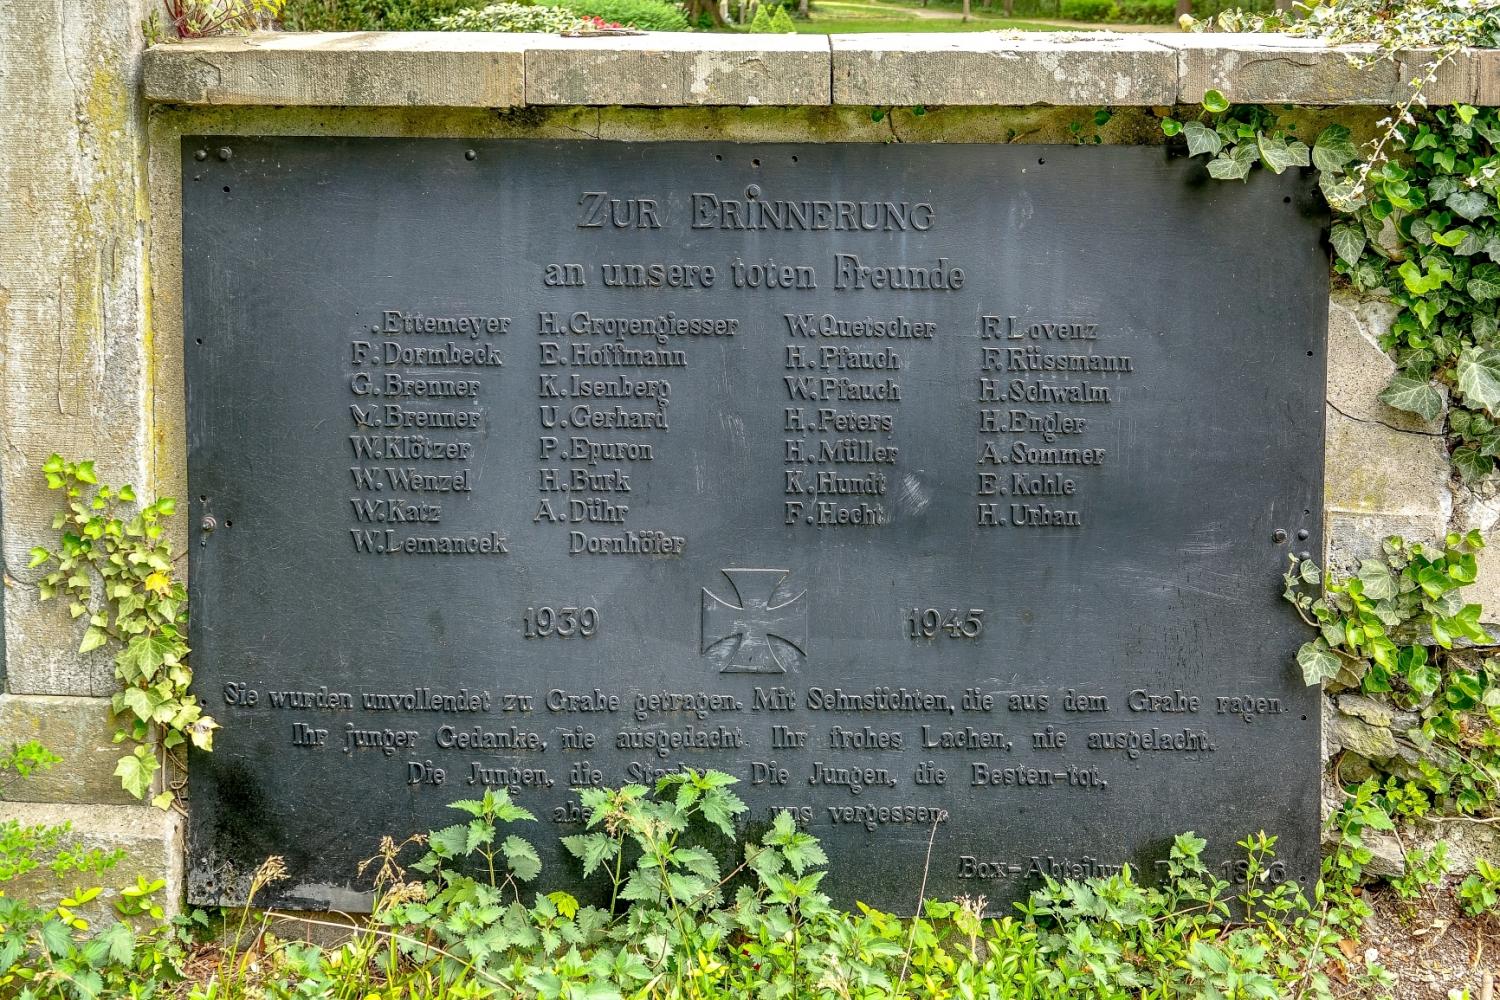 ZUR ERINNERUNG
an unsere toten Freunde
.Ettemeyer
F.Dormbeck
G.Brenner
M.Brenner
W.Klötzer
W.Wenzel
W.Katz
W.Lemancek
H.Gropengiesser
E.Hoffmann
K.Isenberg
U.Gerhard
P.Epuron
H.Burk
A.Dühr
Dornhöfer
W.Quetscher
H.Pfauch
W.Pfauch
H.Peters
H.Müller
K.Hundt
F.Hecht
F.Lovenz
F.Rüssmann
H.Schwalm
H.Engler
A.Sommer
E.Kohle
H.Urban
1939 1945
Sie wurden unvollendet zu Grabe getragen. Mit Sehnsüchten, die aus dem Grabe ragen.
Ihr junger Gedanke, nie ausgedacht. Ihr frohes Lachen, nie ausgelacht.
Die Jungen, die Die Jungen, die Besten-tot,
uns vergessen.
Box-Abteilung